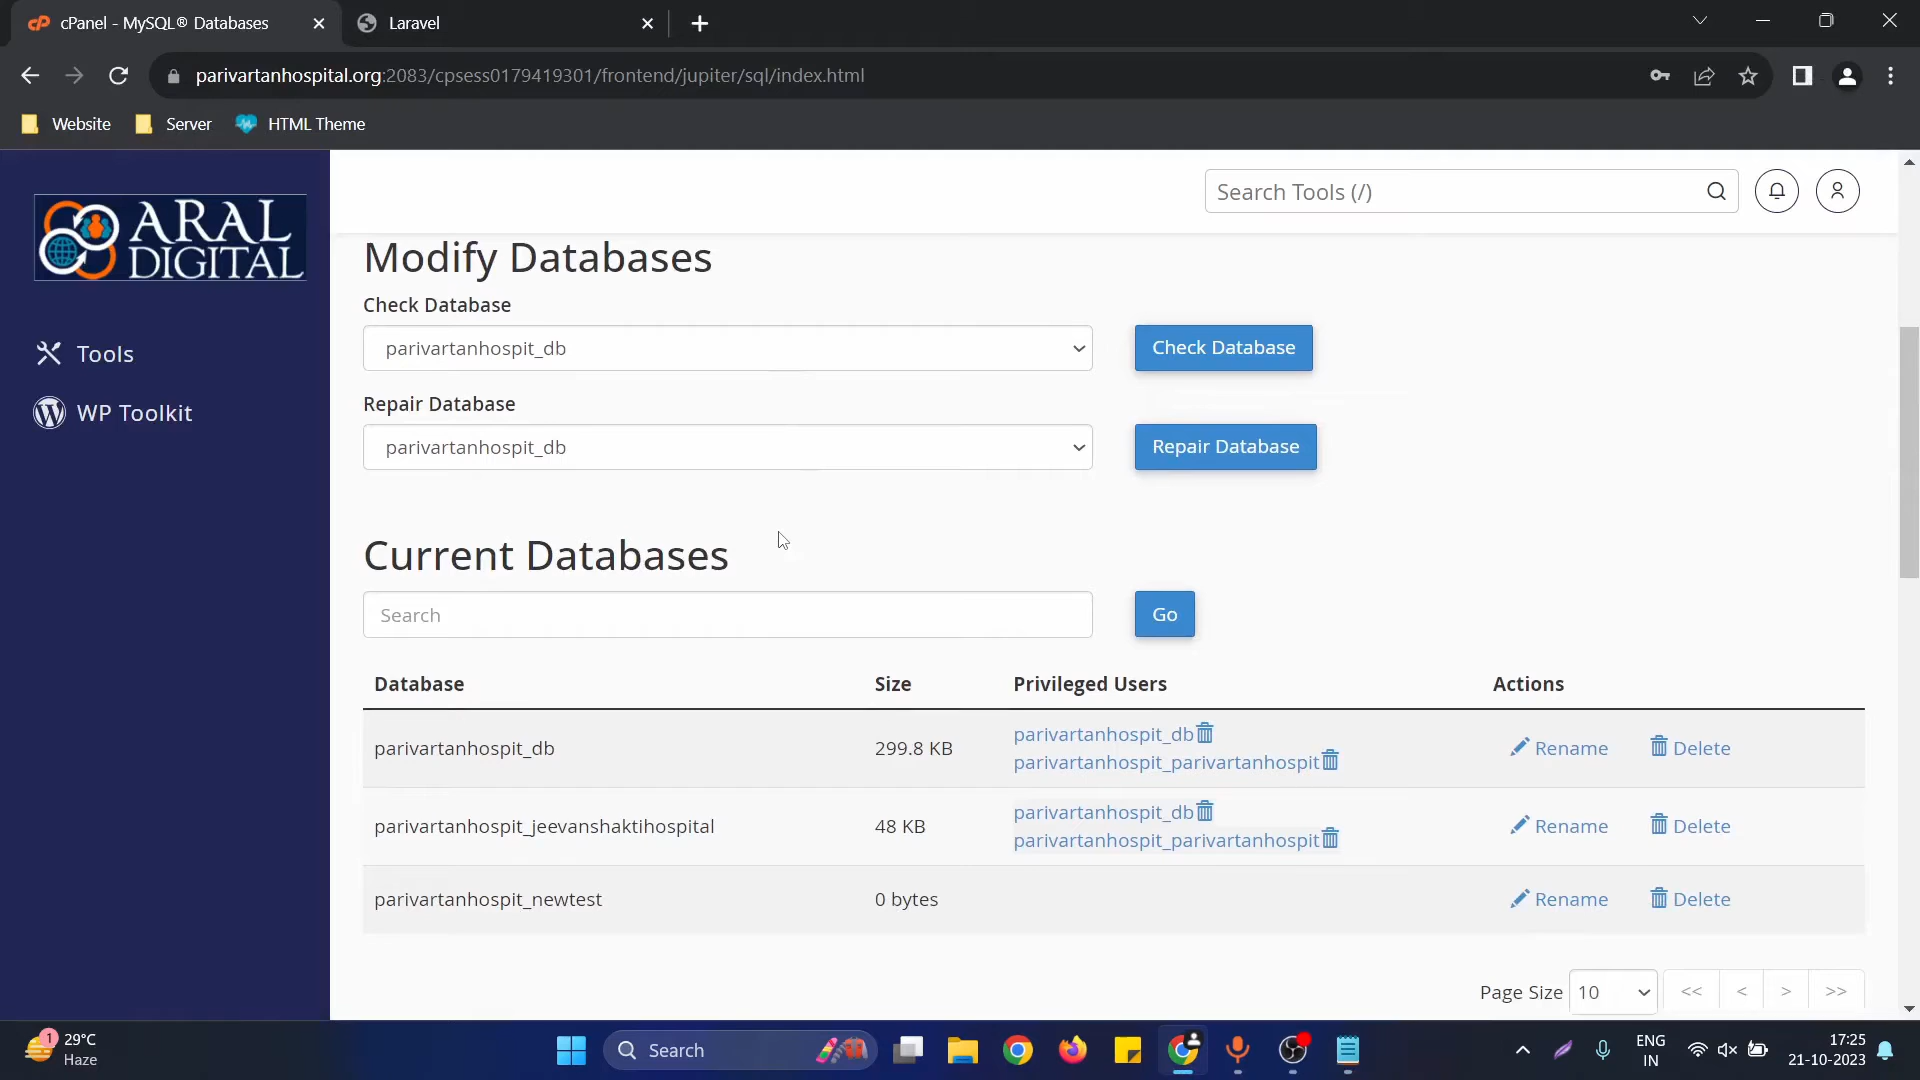 cPanel - MySQL® Databases
Laravel
parivartanhospital.org:2083/cpsess0179419301/frontend/jupiter/sql/index.html
Website
Server
HTML Theme
ARAL
DIGITAL
Search Tools (/)
Tools
WP Toolkit
Modify Databases
Check Database
parivartanhospit_db
Check Database
Repair Database
parivartanhospit_db
Repair Database
Current Databases
Search
Go
Database Size Privileged Users Actions
parivartanhospit_db 299.8 KB parivartanhospit_db Rename Delete
parivartanhospit_parivartanhospit
parivartanhospit_jeevanshaktihospital 48 KB parivartanhospit_db Rename Delete
parivartanhospit_parivartanhospit
parivartanhospit_newtest 0 bytes Rename Delete
Page Size 10 << < > >>
1
29°C
Haze
Search
ENG
IN
17:25
21-10-2023